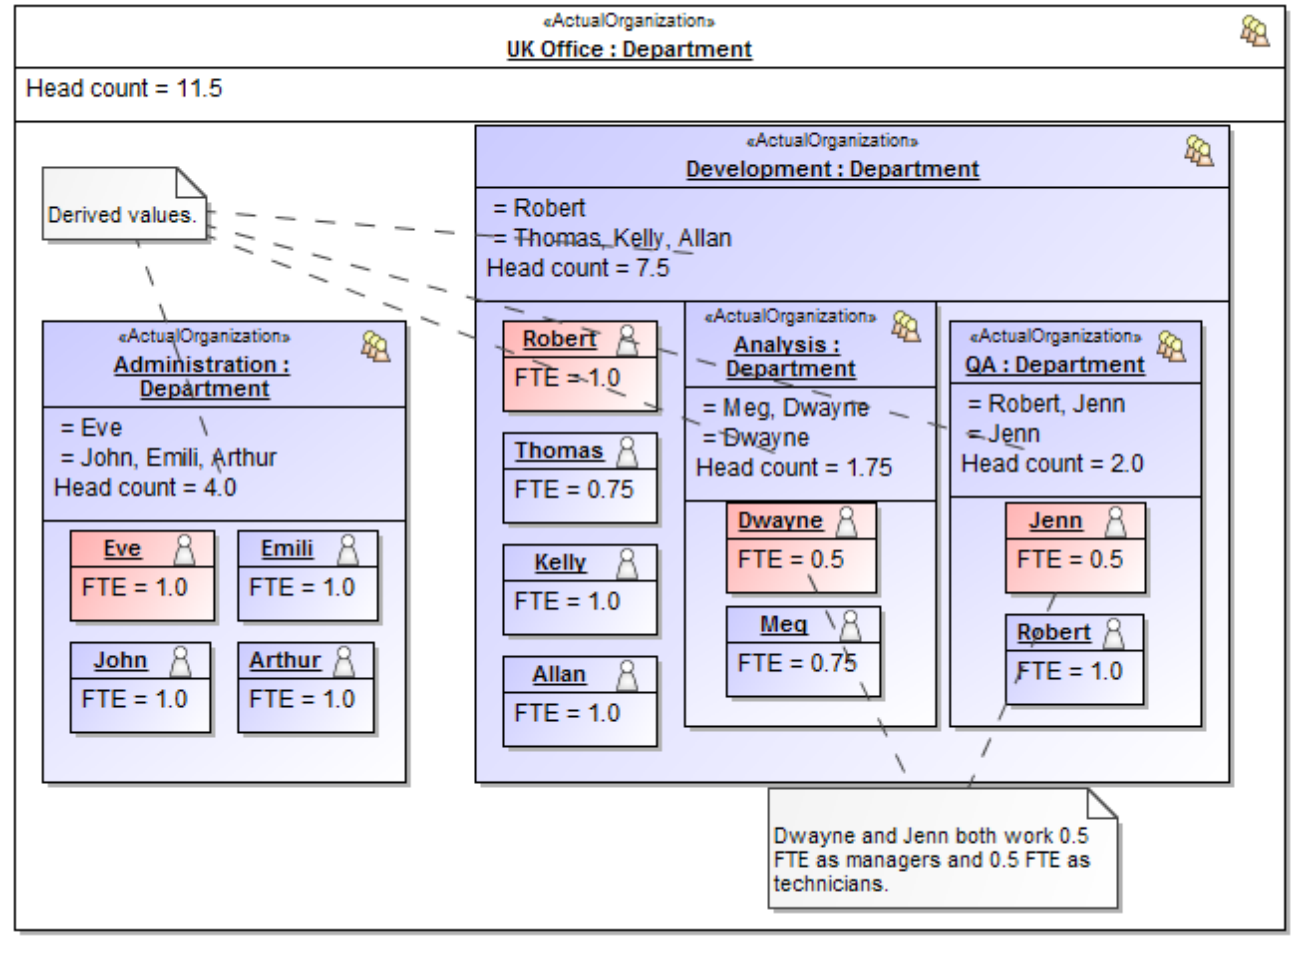 «ActualOrganization»
UK Office : Department
Head count = 11.5
Derived values.
«ActualOrganization»
Development : Department
= Robert
= Thomas, Kelly, Allan
Head count = 7.5
«ActualOrganization»
Administration :
Department
= Eve
= John, Emili, Arthur
Head count = 4.0
Eve
FTE = 1.0
Emili
FTE = 1.0
John
FTE = 1.0
Arthur
FTE = 1.0
Robert
FTE = 1.0
Thomas
FTE = 0.75
Kelly
FTE = 1.0
Allan
FTE = 1.0
«ActualOrganization»
Analysis :
Department
= Meg, Dwayne
= Dwayne
Head count = 1.75
Dwayne
FTE = 0.5
Meg
FTE = 0.75
«ActualOrganization»
QA : Department
= Robert, Jenn
= Jenn
Head count = 2.0
Jenn
FTE = 0.5
Robert
FTE = 1.0
Dwayne and Jenn both work 0.5
FTE as managers and 0.5 FTE as
technicians.